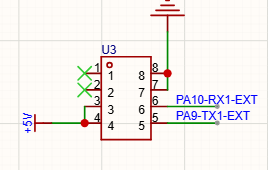 U3
1 1 8 8
2 2 7 7
3 3 6 6 PA10-RX1-EXT
+5V 4 4 5 5 PA9-TX1-EXT